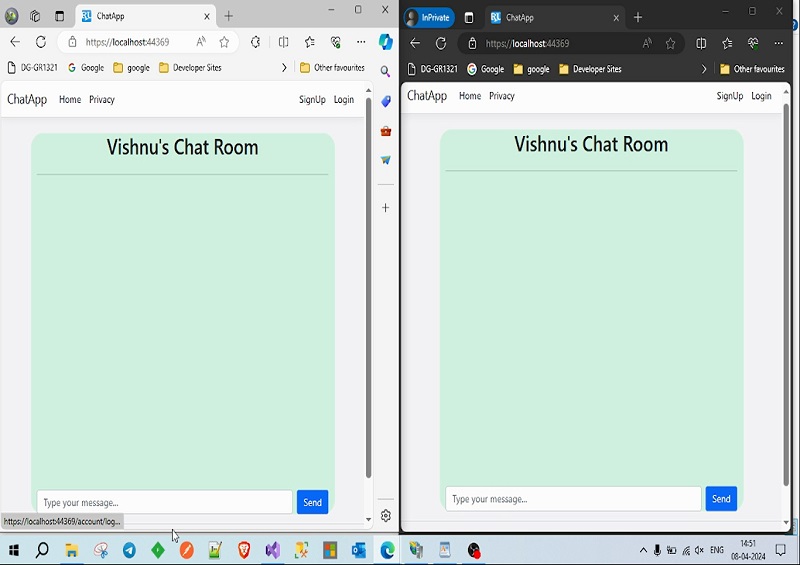 ChatApp
https://localhost:44369
DG-GR1321
Google
google
Developer Sites
Other favourites
ChatApp
Home
Privacy
SignUp
Login
Vishnu's Chat Room
Type your message...
Send
https://localhost:44369/account/log...
InPrivate
ChatApp
https://localhost:44369
DG-GR1321
Google
google
Developer Sites
Other favourites
ChatApp
Home
Privacy
SignUp
Login
Vishnu's Chat Room
Type your message...
Send
ENG
14:51
08-04-2024